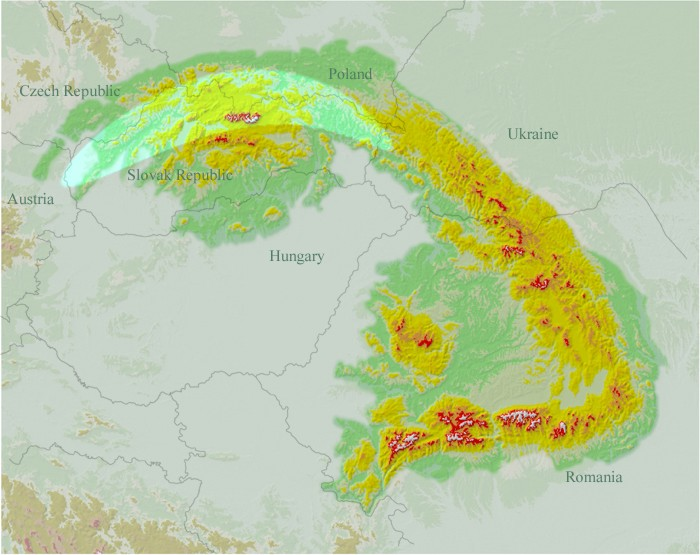 Poland
Czech Republic
Ukraine
Slovak Republic
Austria
Hungary
Romania